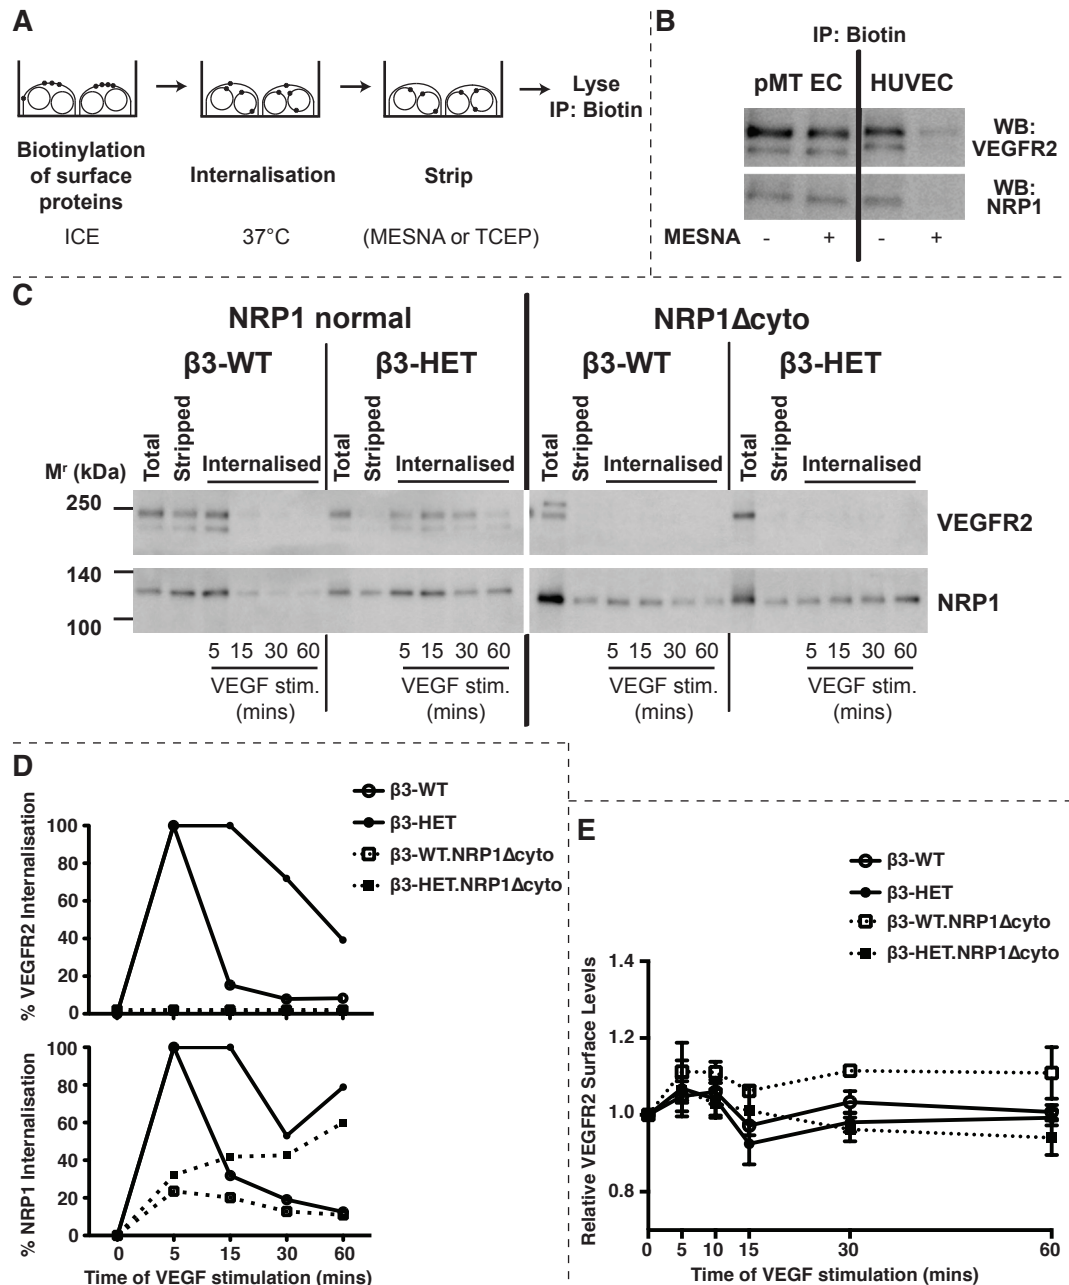 A
Biotinylation
of surface
proteins
ICE
Internalisation
37°C
Strip
(MESNA or TCEP)
Lyse
IP: Biotin
B
IP: Biotin
pMT EC
HUVEC
WB:
VEGFR2
WB:
NRP1
MESNA - + - +
C
NRP1 normal
NRP1Δcyto
β3-WT
β3-HET
β3-WT
β3-HET
Total
Stripped
Internalised
Total
Stripped
Internalised
Total
Stripped
Internalised
Total
Stripped
Internalised
Mʳ (kDa)
250
VEGFR2
140
NRP1
100
5 15 30 60
VEGF stim.
(mins)
5 15 30 60
VEGF stim.
(mins)
5 15 30 60
VEGF stim.
(mins)
5 15 30 60
VEGF stim.
(mins)
D
β3-WT
β3-HET
β3-WT.NRP1Δcyto
β3-HET.NRP1Δcyto
% VEGFR2 Internalisation
100
80
60
40
20
0
% NRP1 Internalisation
100
80
60
40
20
0
0 5 15 30 60
Time of VEGF stimulation (mins)
E
β3-WT
β3-HET
β3-WT.NRP1Δcyto
β3-HET.NRP1Δcyto
Relative VEGFR2 Surface Levels
1.4
1.2
1.0
0.8
0 5 10 15 30 60
Time of VEGF stimulation (mins)